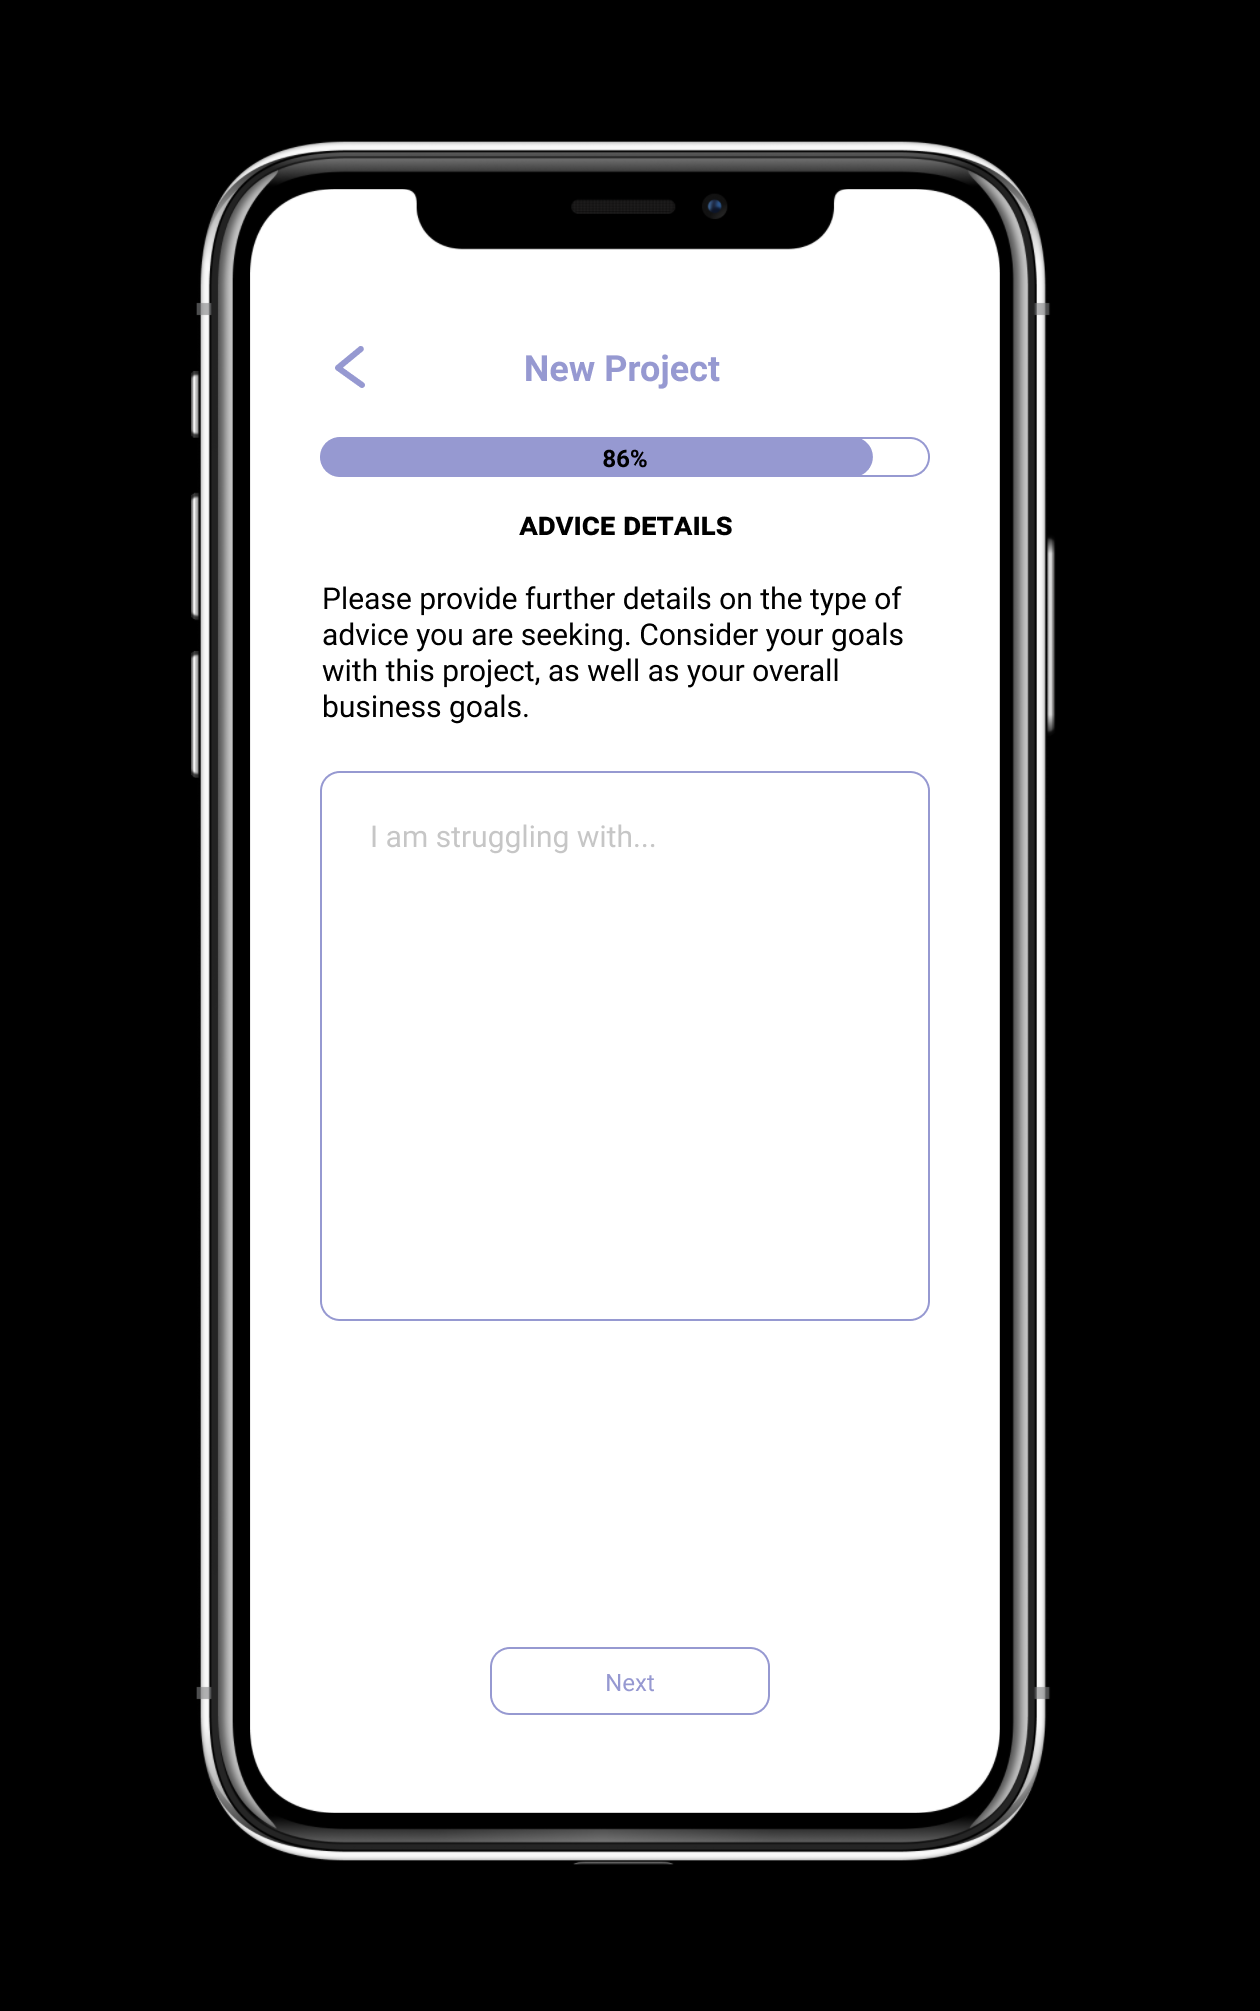 New Project
86%
ADVICE DETAILS
Please provide further details on the type of
advice you are seeking. Consider your goals
with this project, as well as your overall
business goals.
I am struggling with...
Next